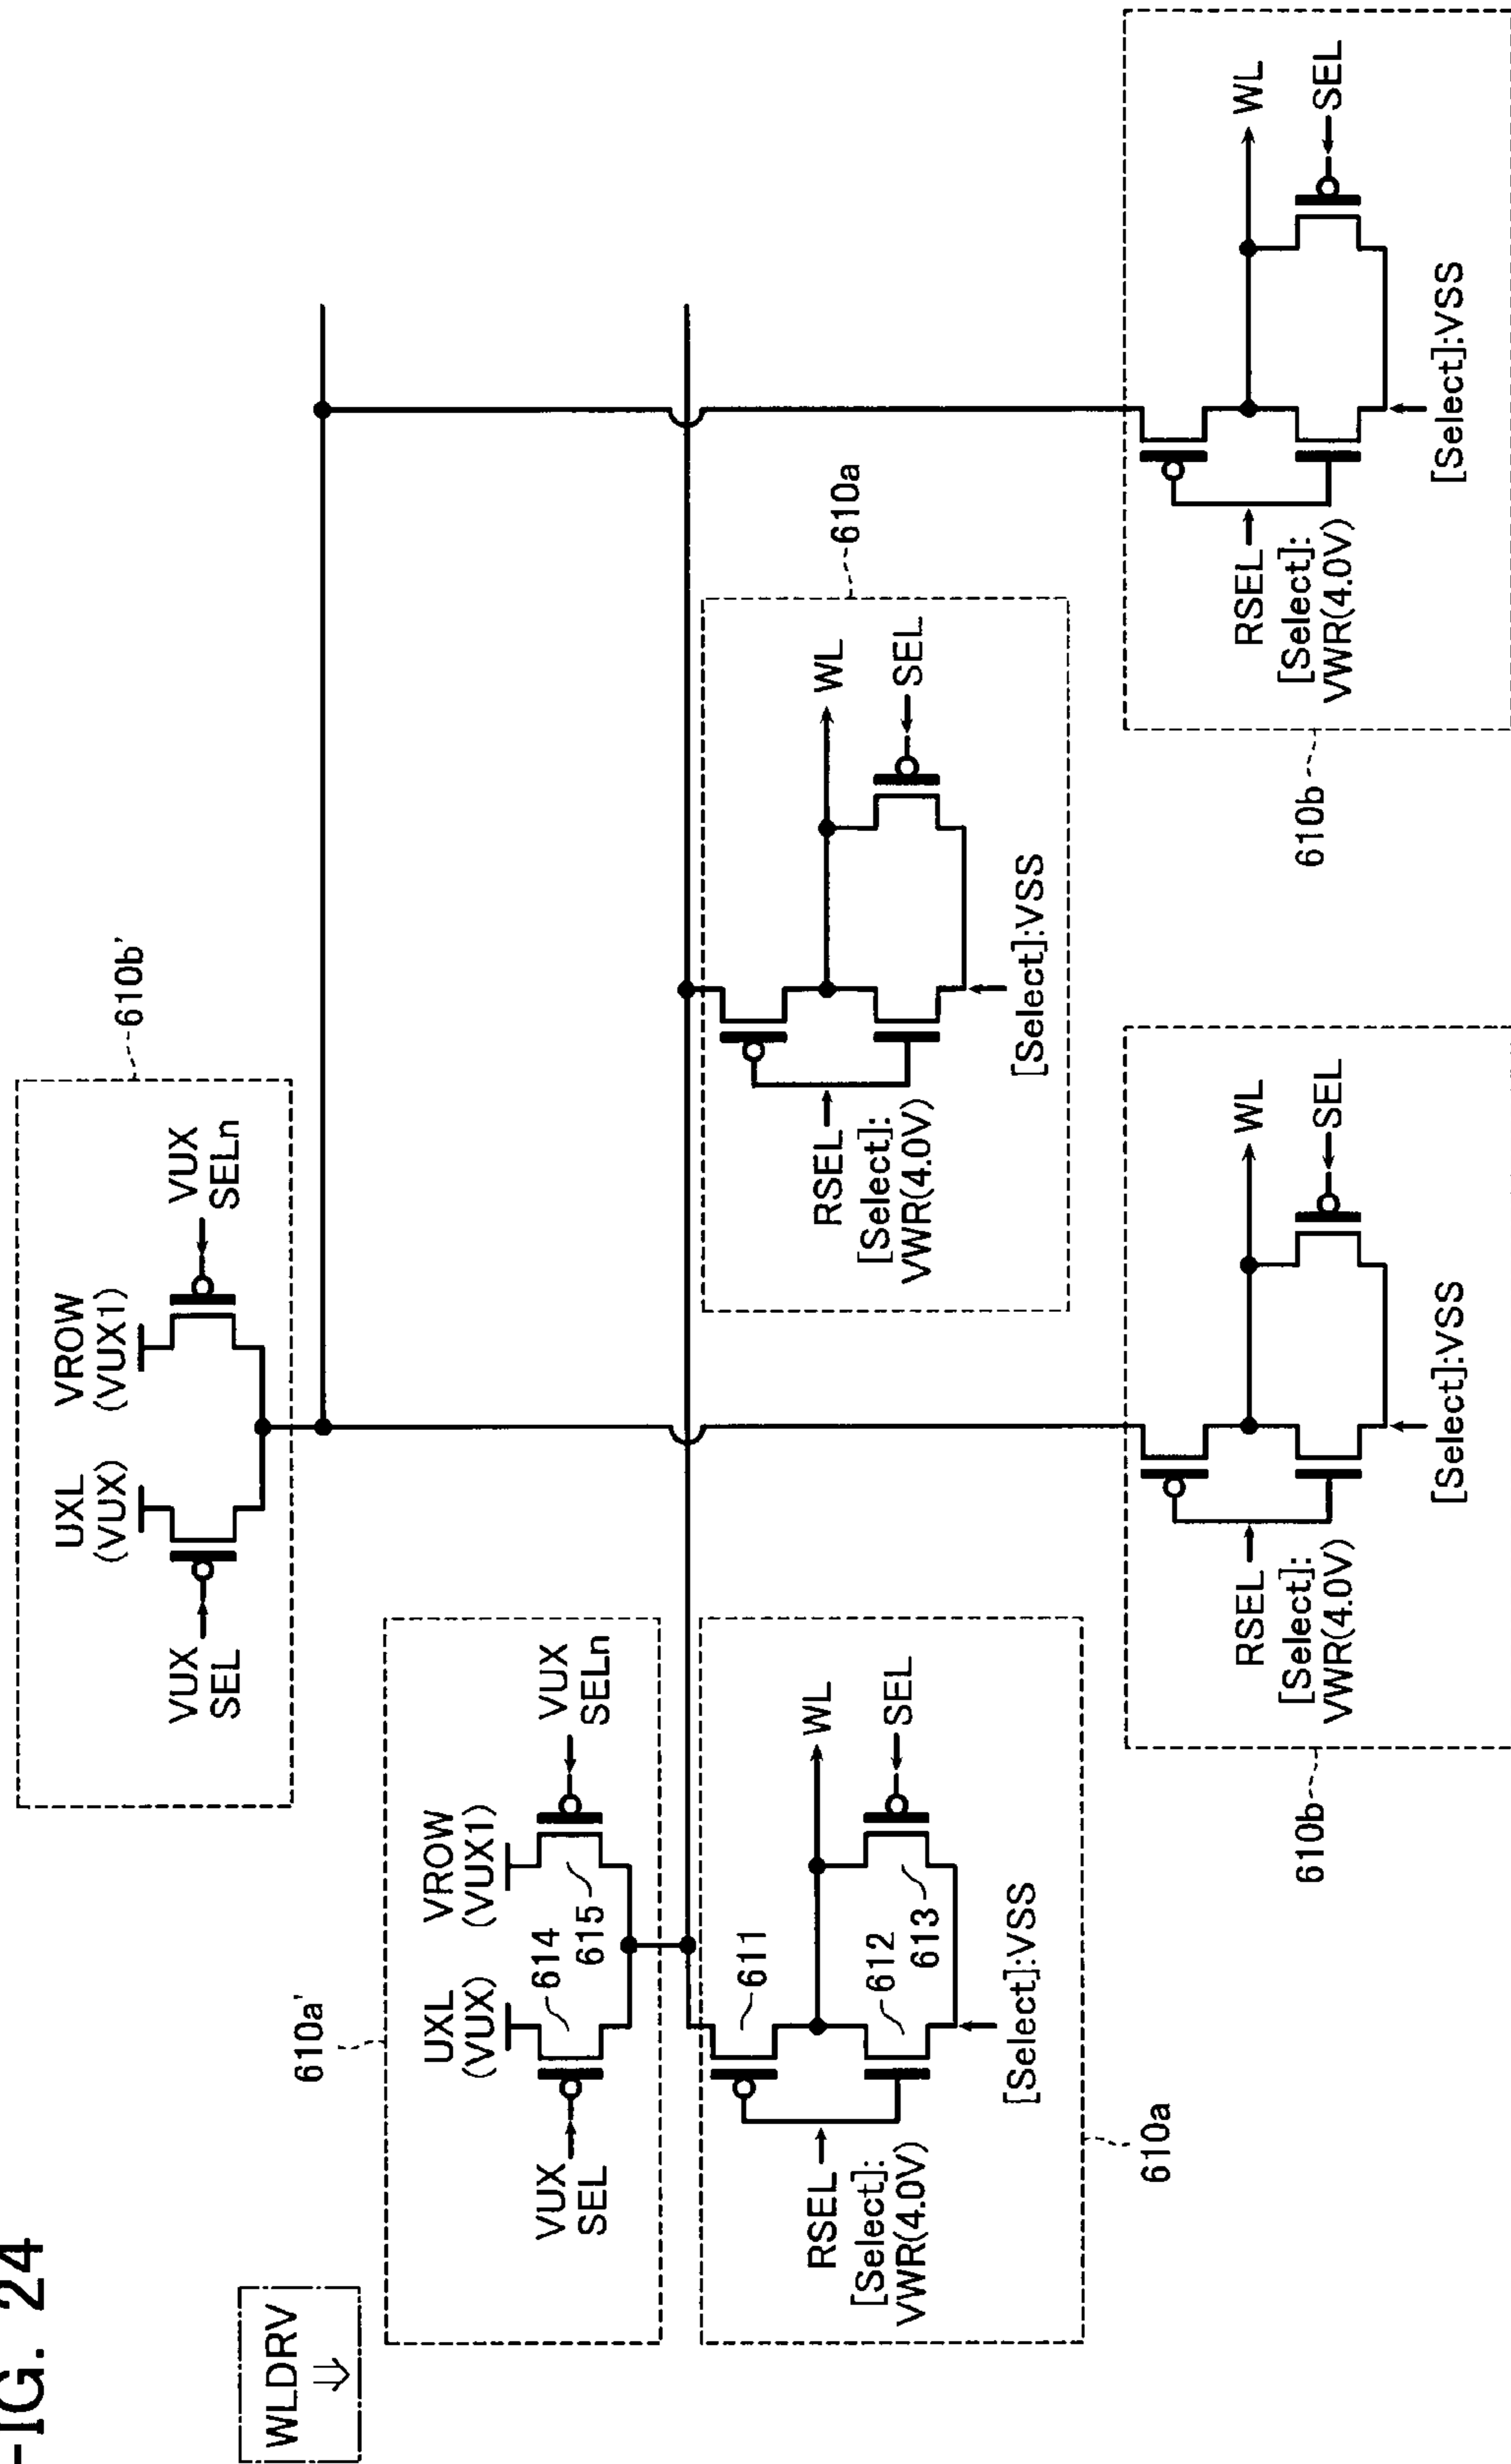 FIG. 24
WLDRV
⇓
610b'
UXL
(VUX)
VROW
(VUX1)
VUX
SEL
VUX
SELn
610a'
UXL
(VUX)
VROW
(VUX1)
614
615
VUX
SEL
VUX
SELn
611
612
613
RSEL
[Select]:
VWR(4.0V)
WL
SEL
[Select]:VSS
610a
RSEL
[Select]:
VWR(4.0V)
WL
SEL
[Select]:VSS
610a
RSEL
[Select]:
VWR(4.0V)
WL
SEL
[Select]:VSS
610b
RSEL
[Select]:
VWR(4.0V)
WL
SEL
[Select]:VSS
610b